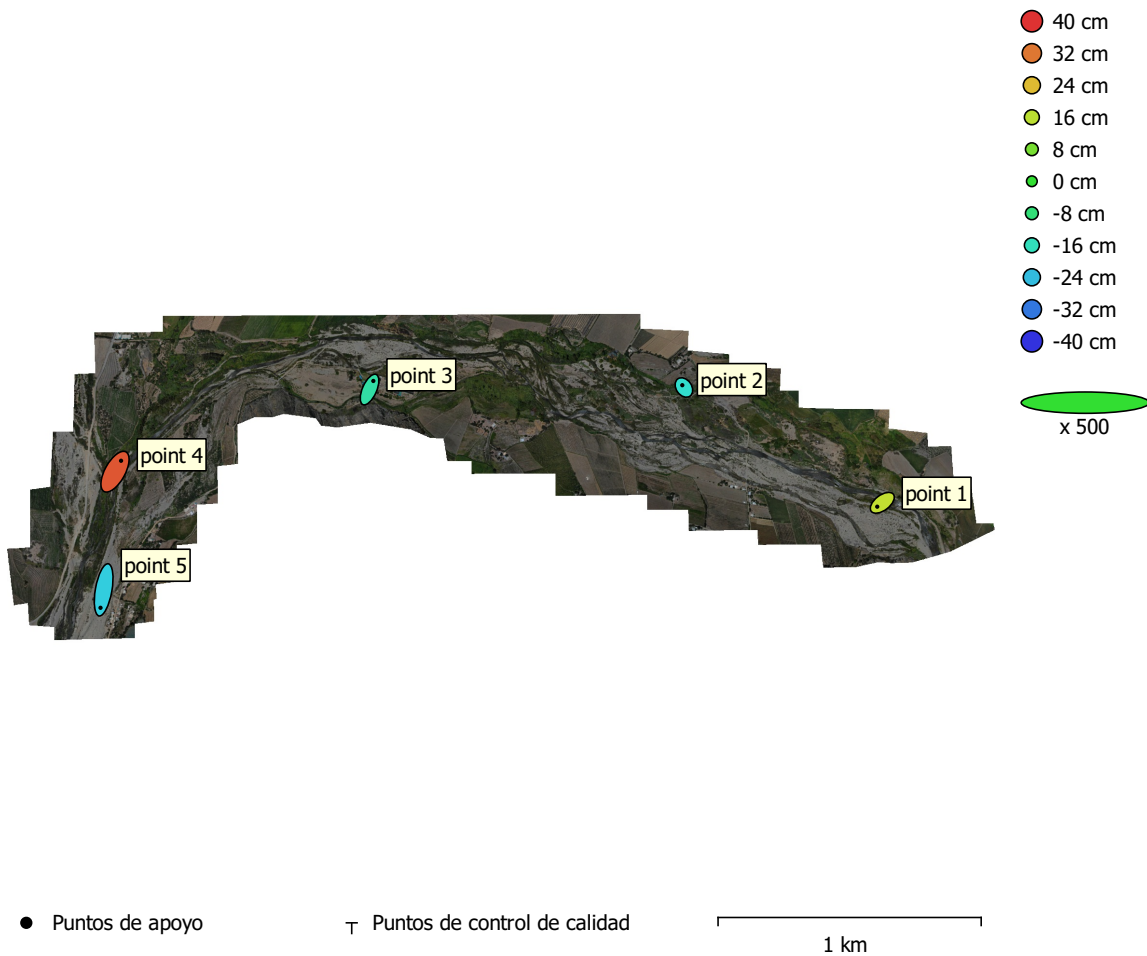 40 cm
32 cm
24 cm
16 cm
8 cm
0 cm
-8 cm
-16 cm
-24 cm
-32 cm
-40 cm
x 500
point 3
point 2
point 4
point 1
point 5
Puntos de apoyo
Puntos de control de calidad
1 km